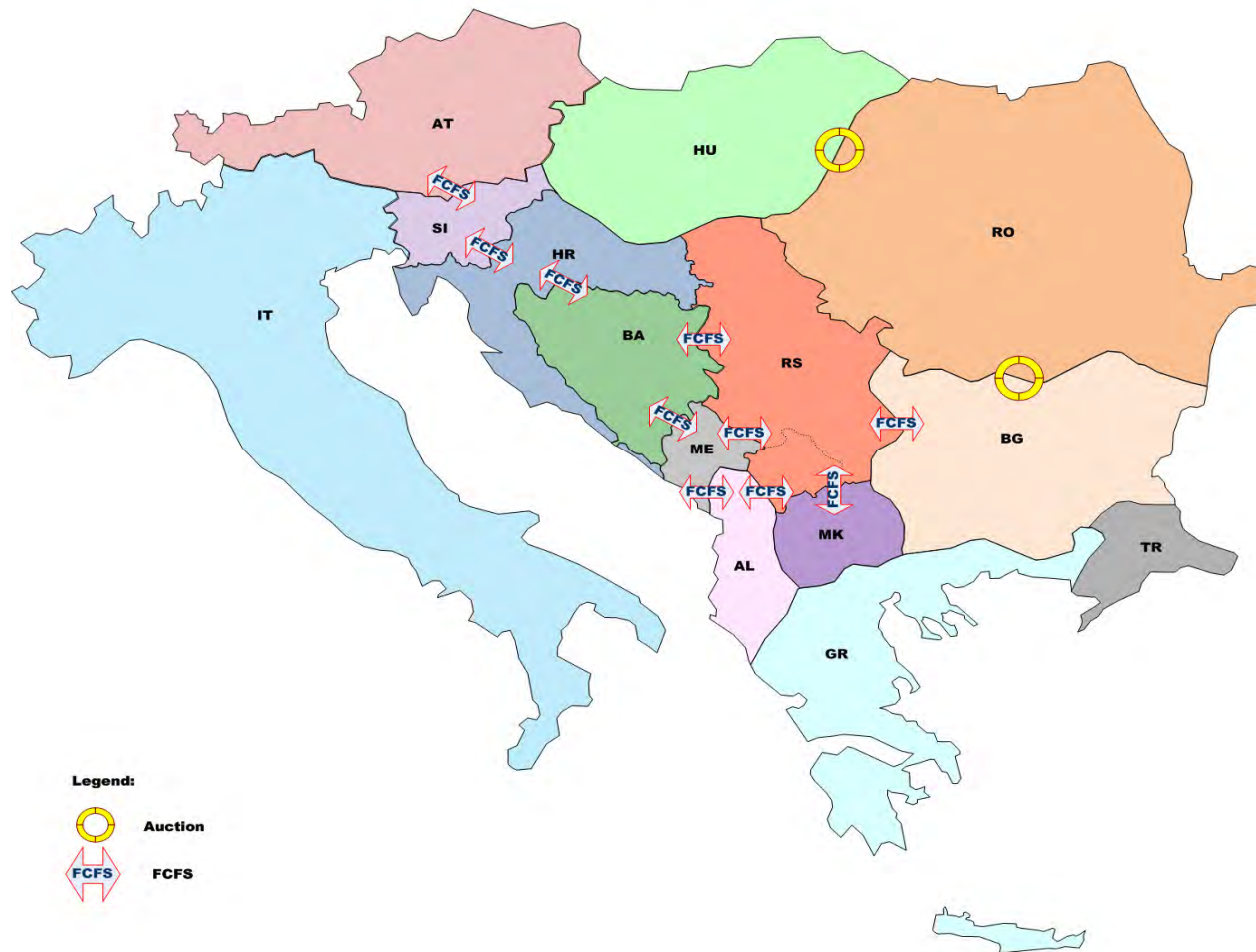 AT
HU
FCFS
SI
RO
FCFS
HR
FCFS
IT
BA
FCFS
RS
FCFS
FCFS
FCFS
BG
ME
FCFS
FCFS
FCFS
MK
TR
AL
GR
Legend:
Auction
FCFS
FCFS